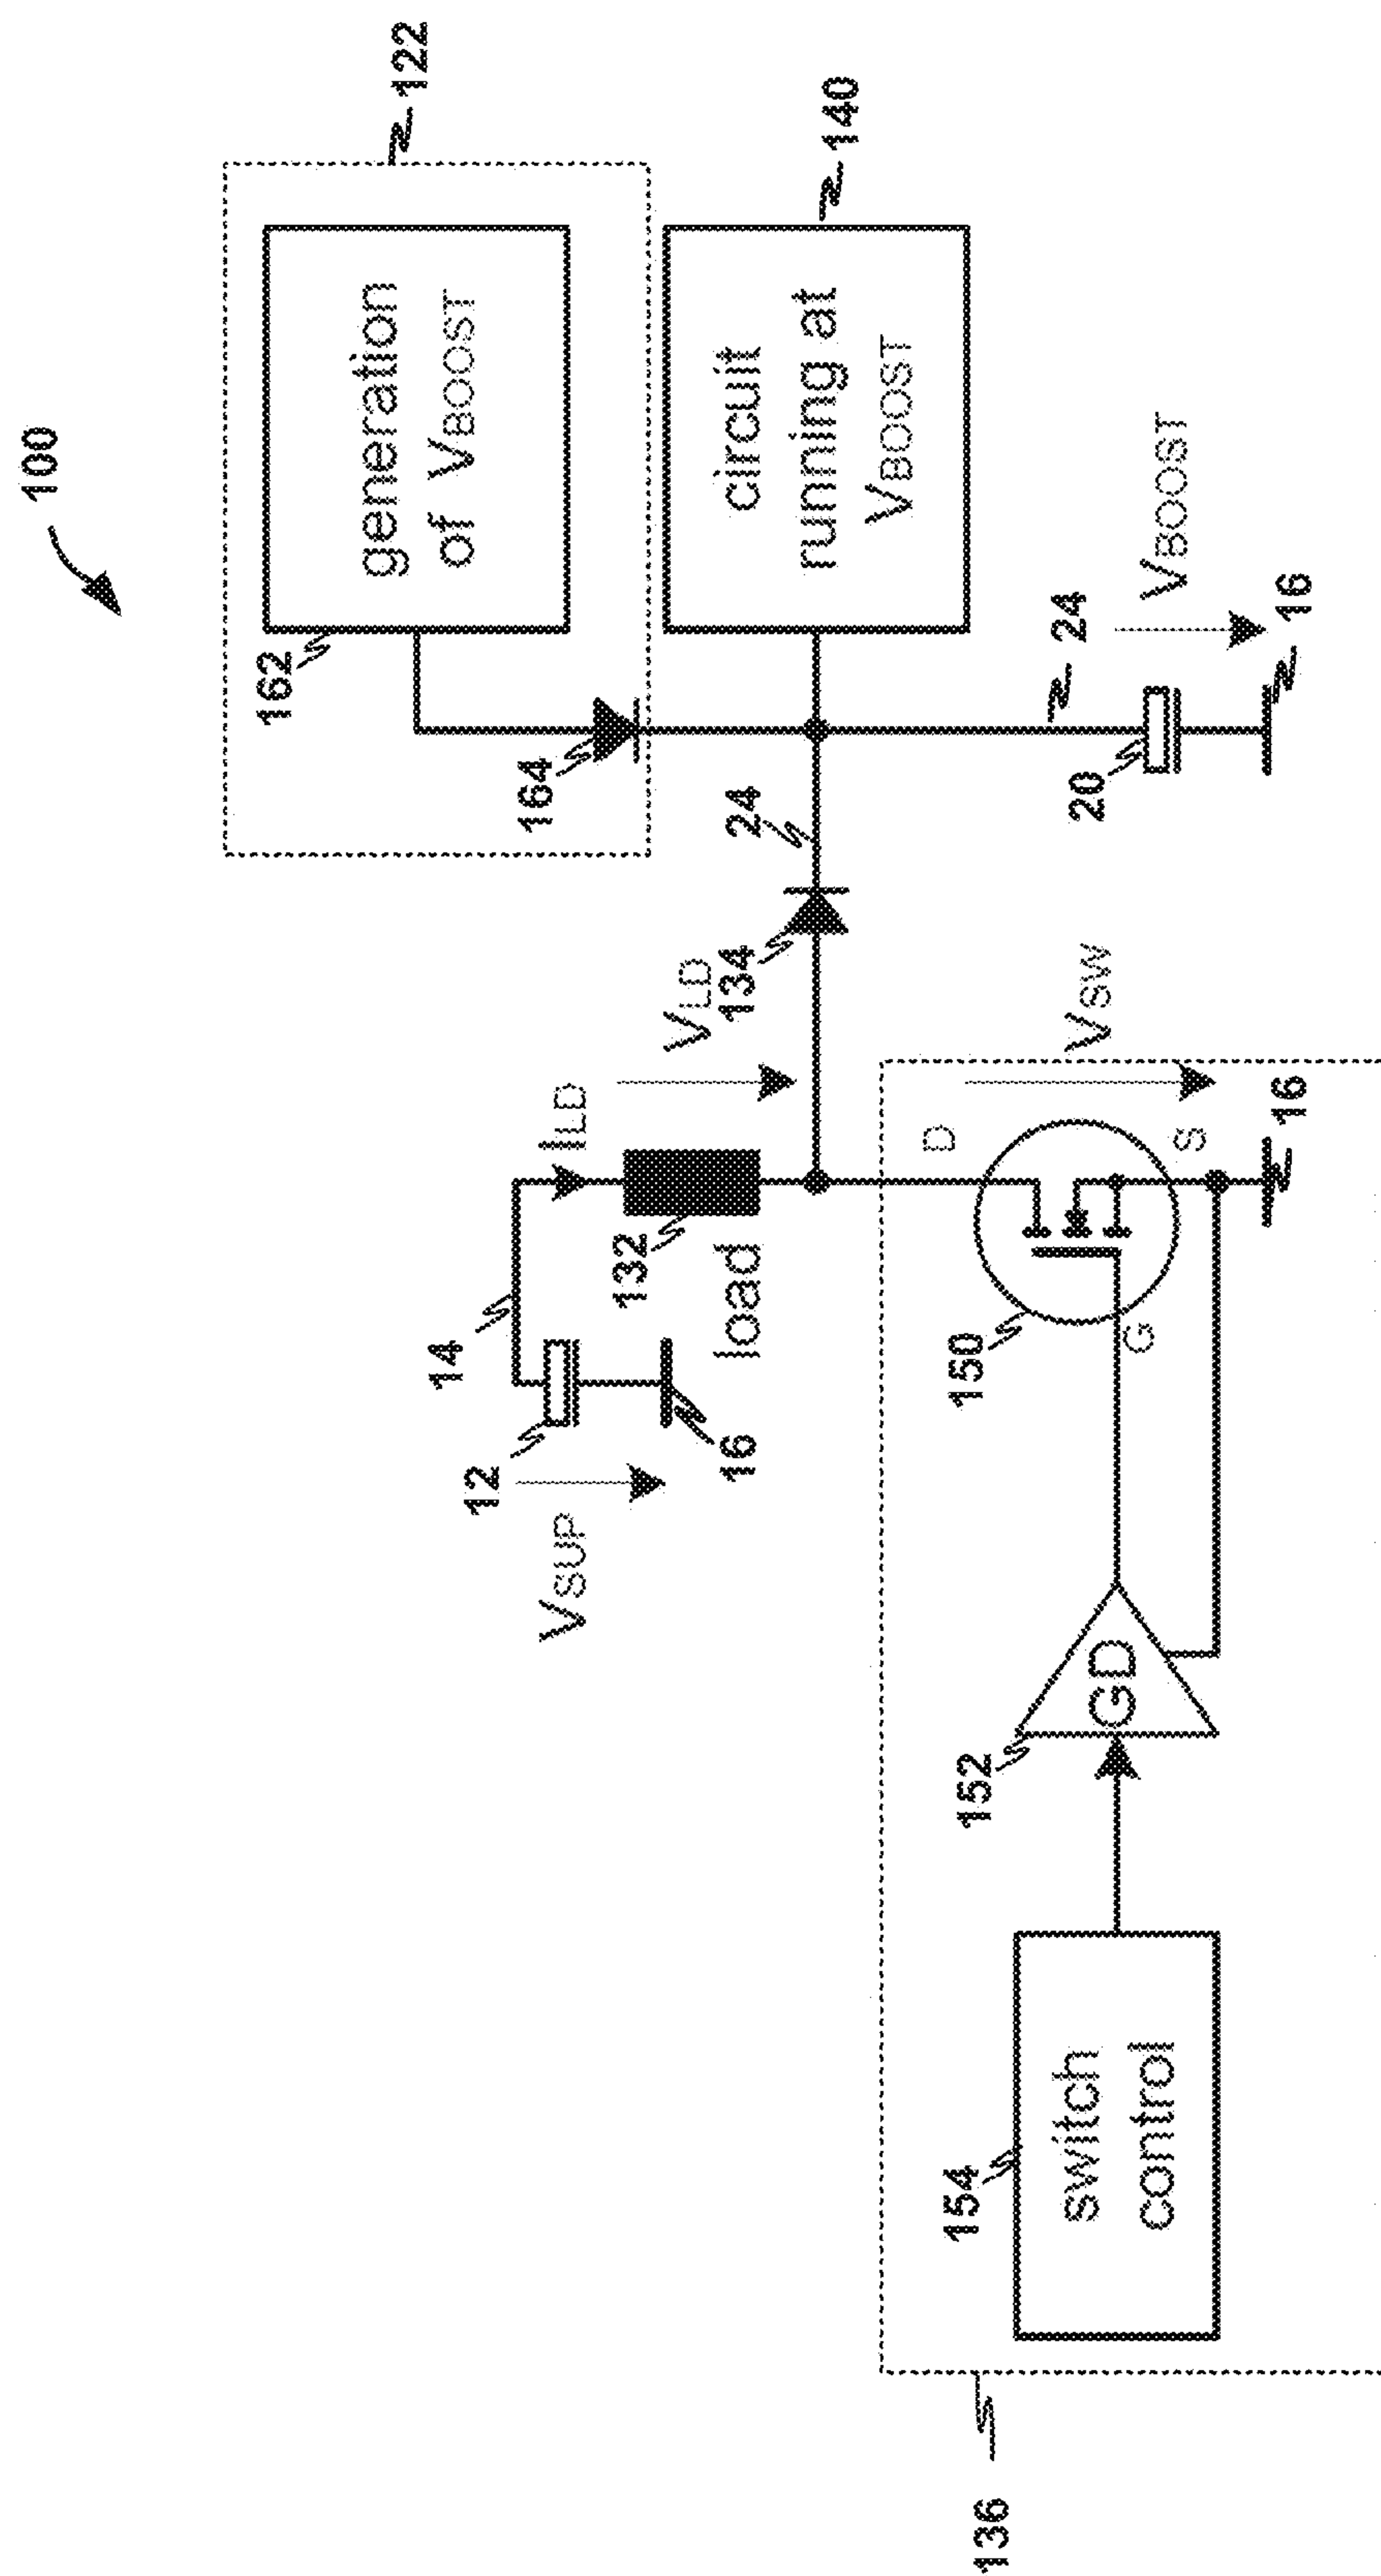 100
122
generation
of VBOOST
162
164
circuit
running at
VBOOST
140
24
24
VBOOST
20
16
14
12
VSUP
16
ILD
132
load
VLD
134
D
VSW
S
G
150
16
GD
152
switch
control
154
136